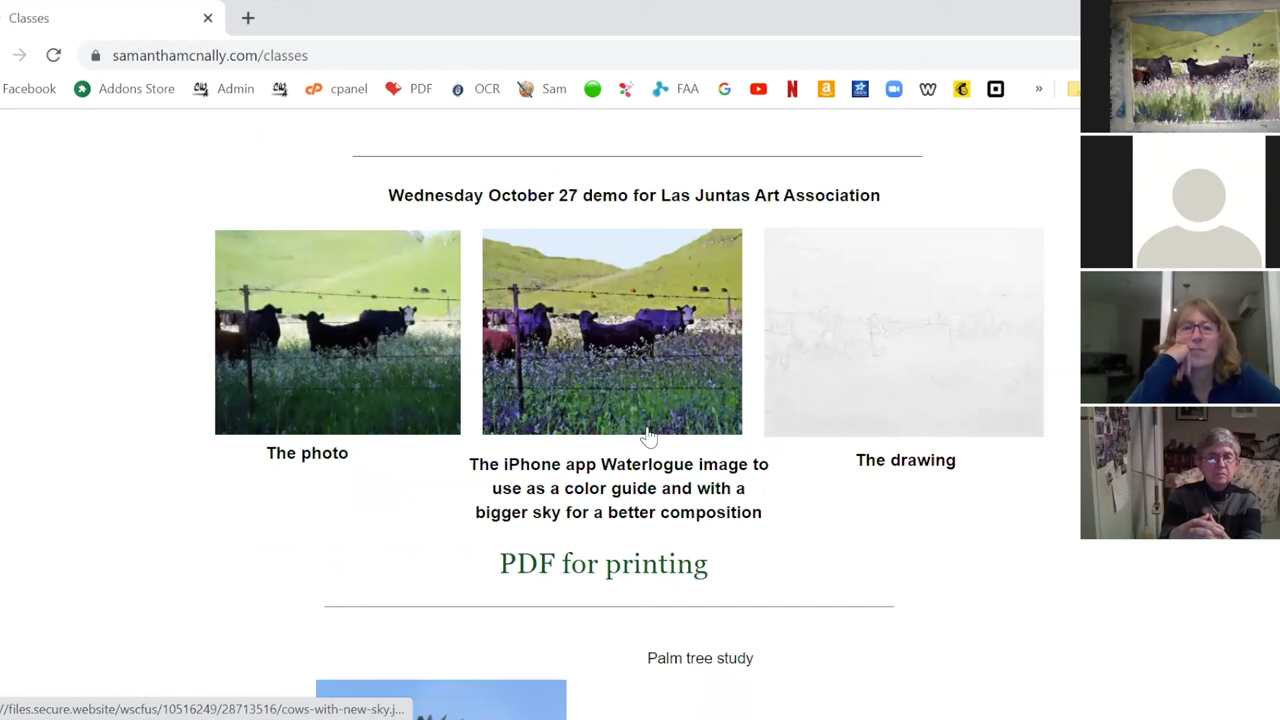 Classes
samanthamcnally.com/classes
Facebook Addons Store Admin cpanel PDF OCR Sam FAA »
Wednesday October 27 demo for Las Juntas Art Association
The photo
The iPhone app Waterlogue image to
use as a color guide and with a
bigger sky for a better composition
The drawing
PDF for printing
Palm tree study
//files.secure.website/wscfus/10516249/28713516/cows-with-new-sky.j...